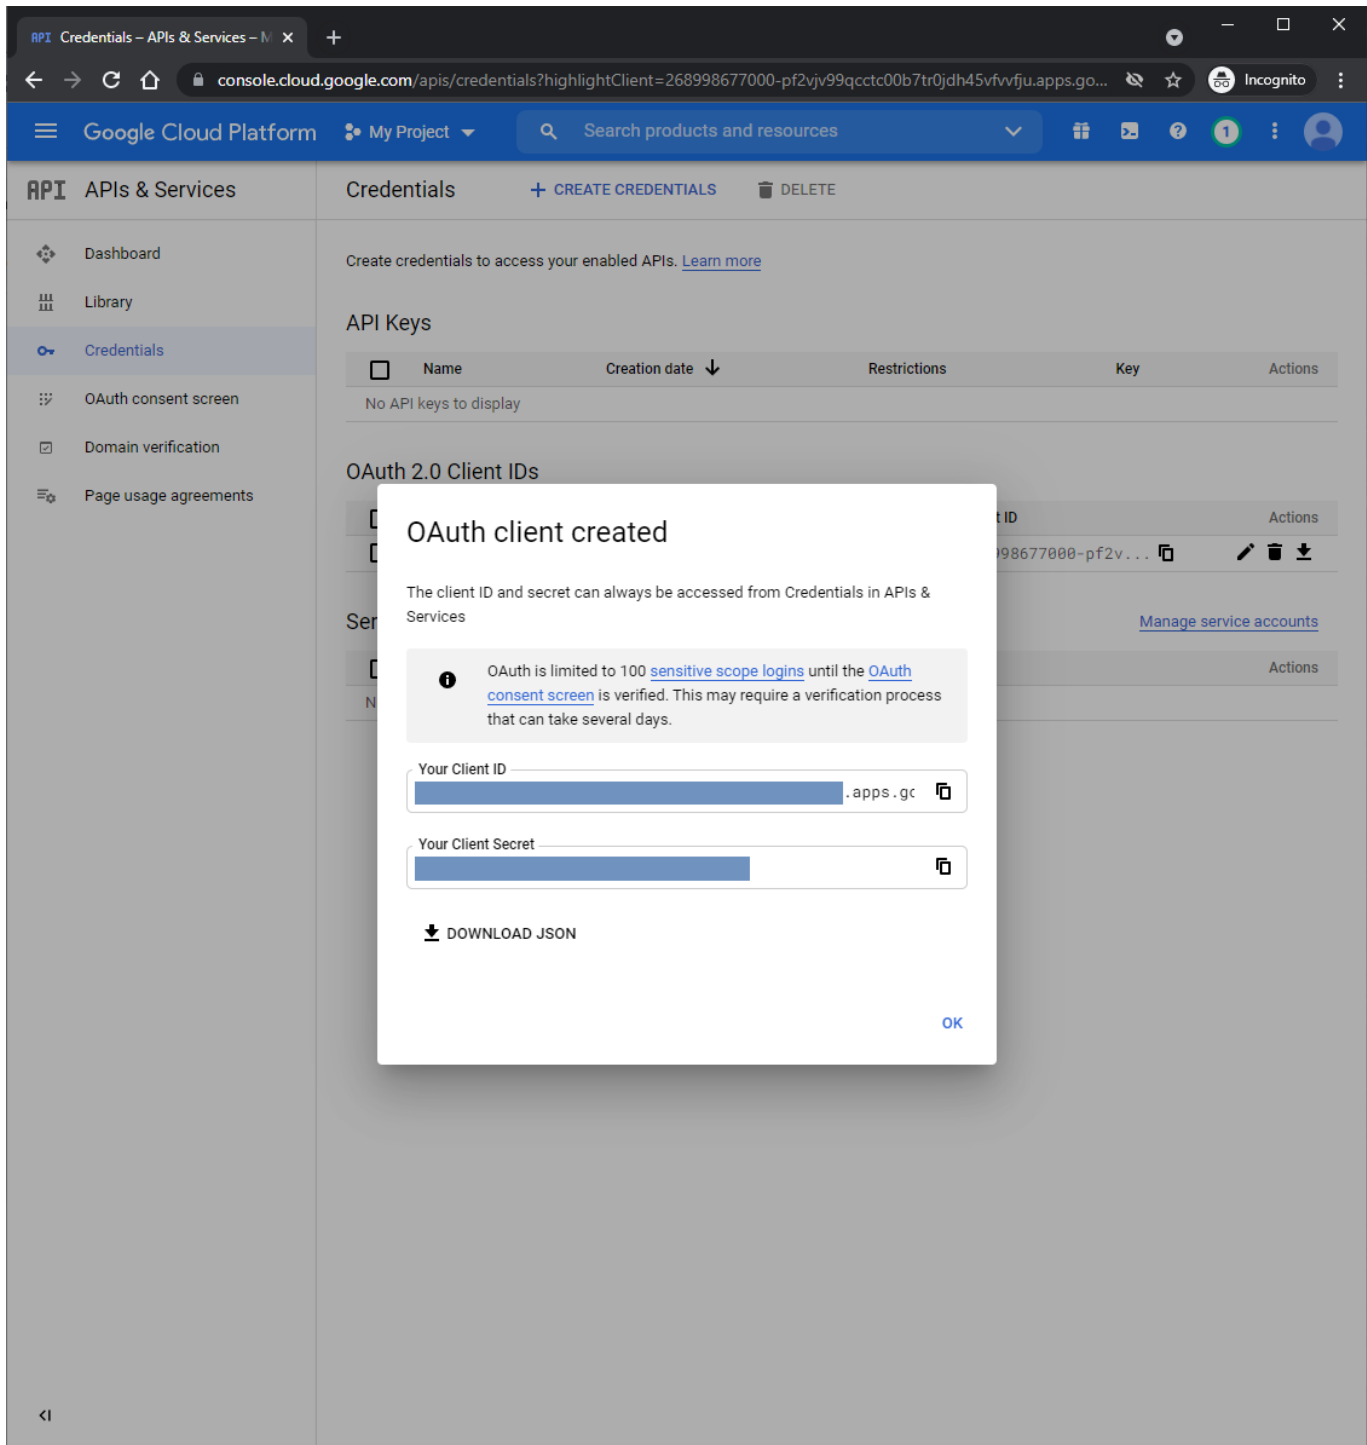 API Credentials – APIs & Services – M
console.cloud.google.com/apis/credentials?highlightClient=268998677000-pf2vjv99qcctc00b7tr0jdh45vfvvfju.apps.go...
Incognito
Google Cloud Platform
My Project
Search products and resources
1
API APIs & Services
Credentials
CREATE CREDENTIALS
DELETE
Dashboard
Library
Credentials
OAuth consent screen
Domain verification
Page usage agreements
Create credentials to access your enabled APIs. Learn more
API Keys
Name Creation date Restrictions Key Actions
No API keys to display
OAuth 2.0 Client IDs
t ID Actions
98677000-pf2v...
Ser
Manage service accounts
Actions
N
OAuth client created
The client ID and secret can always be accessed from Credentials in APIs &
Services
OAuth is limited to 100 sensitive scope logins until the OAuth
consent screen is verified. This may require a verification process
that can take several days.
Your Client ID
.apps.gc
Your Client Secret
DOWNLOAD JSON
OK